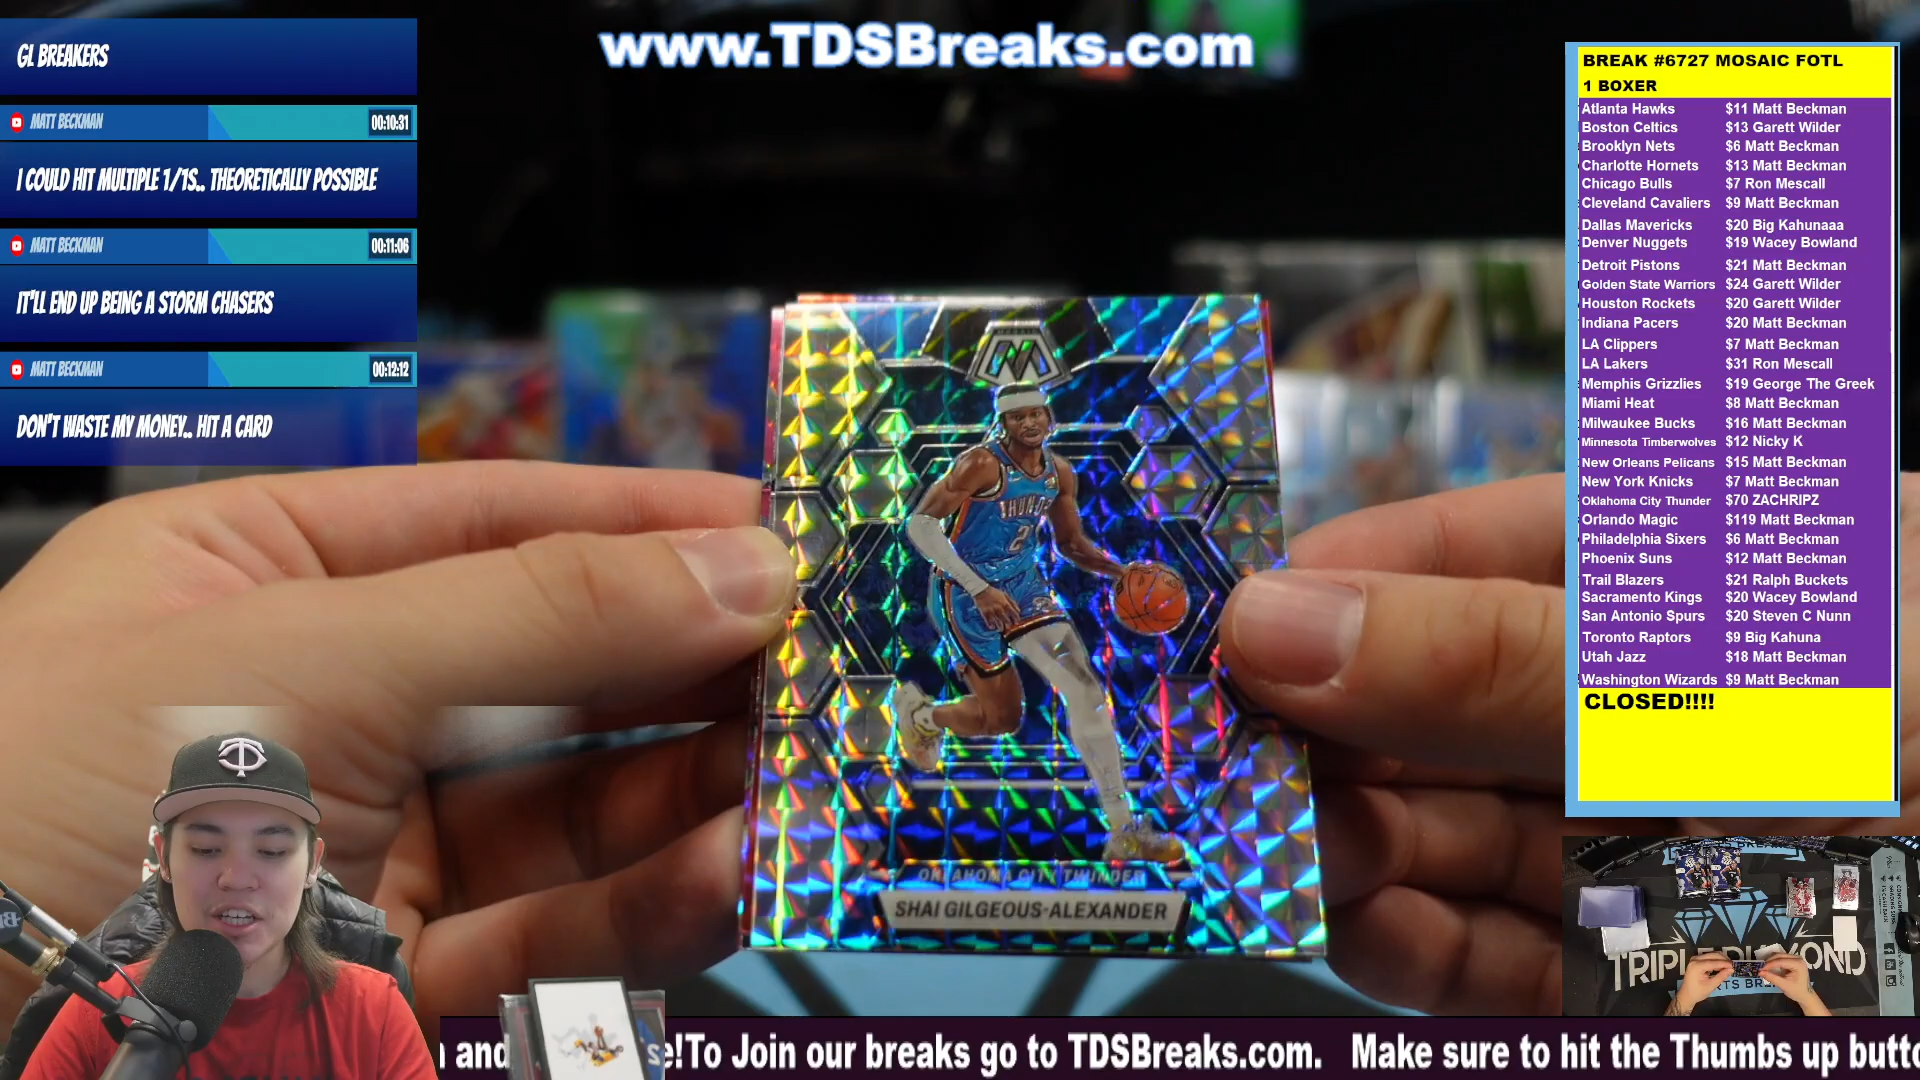 www.TDSBreaks.com
GL BREAKERS
MATT BECKMAN 00:10:31
I COULD HIT MULTIPLE 1/1S.. THEORETICALLY POSSIBLE
MATT BECKMAN 00:11:06
IT'LL END UP BEING A STORM CHASERS
MATT BECKMAN 00:12:12
DON'T WASTE MY MONEY.. HIT A CARD
BREAK #6727 MOSAIC FOTL
1 BOXER
Atlanta Hawks $11 Matt Beckman
Boston Celtics $13 Garett Wilder
Brooklyn Nets $6 Matt Beckman
Charlotte Hornets $13 Matt Beckman
Chicago Bulls $7 Ron Mescall
Cleveland Cavaliers $9 Matt Beckman
Dallas Mavericks $20 Big Kahunaaa
Denver Nuggets $19 Wacey Bowland
Detroit Pistons $21 Matt Beckman
Golden State Warriors $24 Garett Wilder
Houston Rockets $20 Garett Wilder
Indiana Pacers $20 Matt Beckman
LA Clippers $7 Matt Beckman
LA Lakers $31 Ron Mescall
Memphis Grizzlies $19 George The Greek
Miami Heat $8 Matt Beckman
Milwaukee Bucks $16 Matt Beckman
Minnesota Timberwolves $12 Nicky K
New Orleans Pelicans $15 Matt Beckman
New York Knicks $7 Matt Beckman
Oklahoma City Thunder $70 ZACHRIPZ
Orlando Magic $119 Matt Beckman
Philadelphia Sixers $6 Matt Beckman
Phoenix Suns $12 Matt Beckman
Trail Blazers $21 Ralph Buckets
Sacramento Kings $20 Wacey Bowland
San Antonio Spurs $20 Steven C Nunn
Toronto Raptors $9 Big Kahuna
Utah Jazz $18 Matt Beckman
Washington Wizards $9 Matt Beckman
CLOSED!!!!
MOSAIC
OKLAHOMA CITY THUNDER
SHAI GILGEOUS-ALEXANDER
TC
and
e!To Join our breaks go to TDSBreaks.com. Make sure to hit the Thumbs up